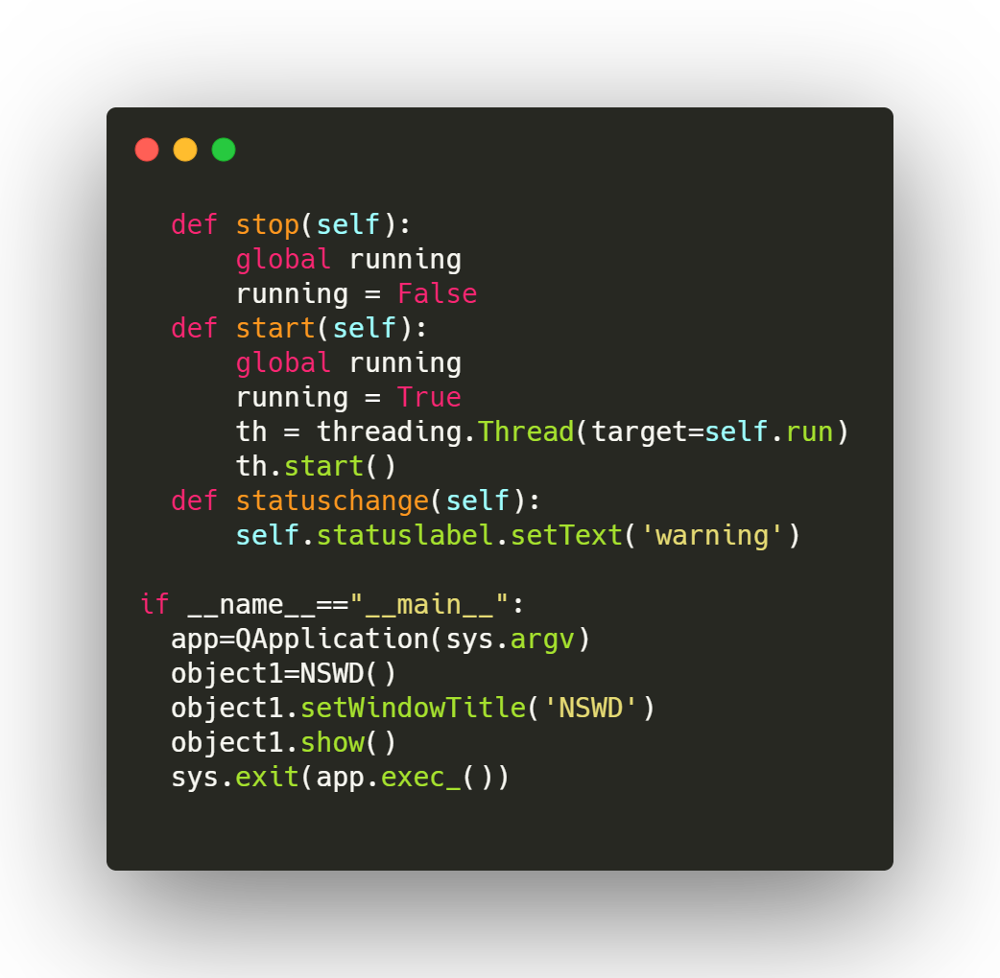 def stop(self):
global running
running = False
def start(self):
global running
running = True
th = threading.Thread(target=self.run)
th.start()
def statuschange(self):
self.statuslabel.setText('warning')
if __name__=="__main__":
app=QApplication(sys.argv)
object1=NSWD()
object1.setWindowTitle('NSWD')
object1.show()
sys.exit(app.exec_())